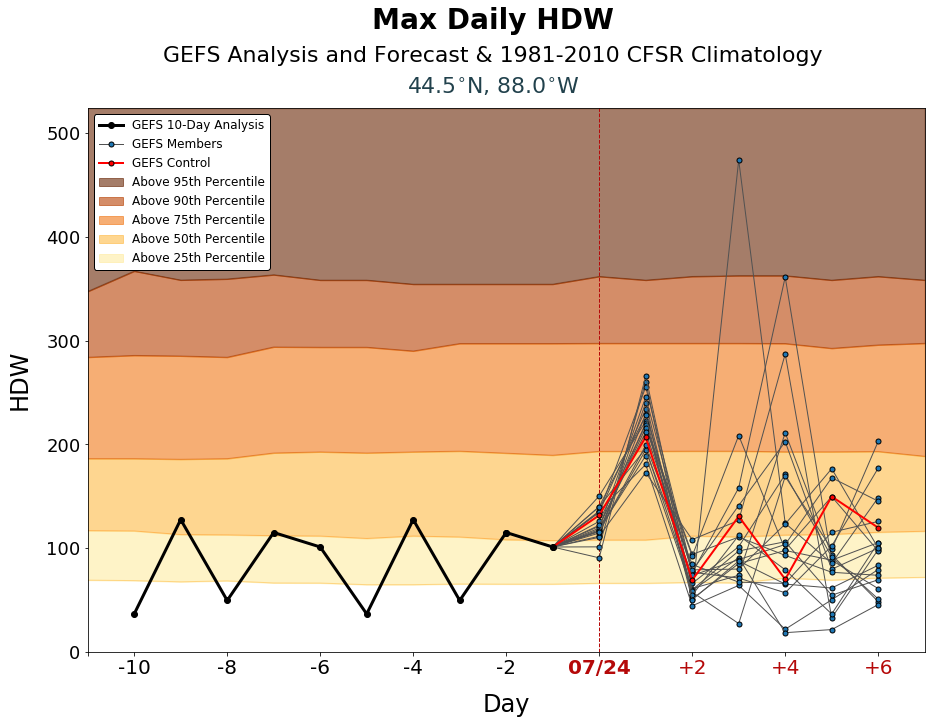 Max Daily HDW
GEFS Analysis and Forecast & 1981-2010 CFSR Climatology
44.5°N, 88.0°W
GEFS 10-Day Analysis
GEFS Members
GEFS Control
Above 95th Percentile
Above 90th Percentile
Above 75th Percentile
Above 50th Percentile
Above 25th Percentile
HDW
500
400
300
200
100
0
-10 -8 -6 -4 -2 07/24 +2 +4 +6
Day